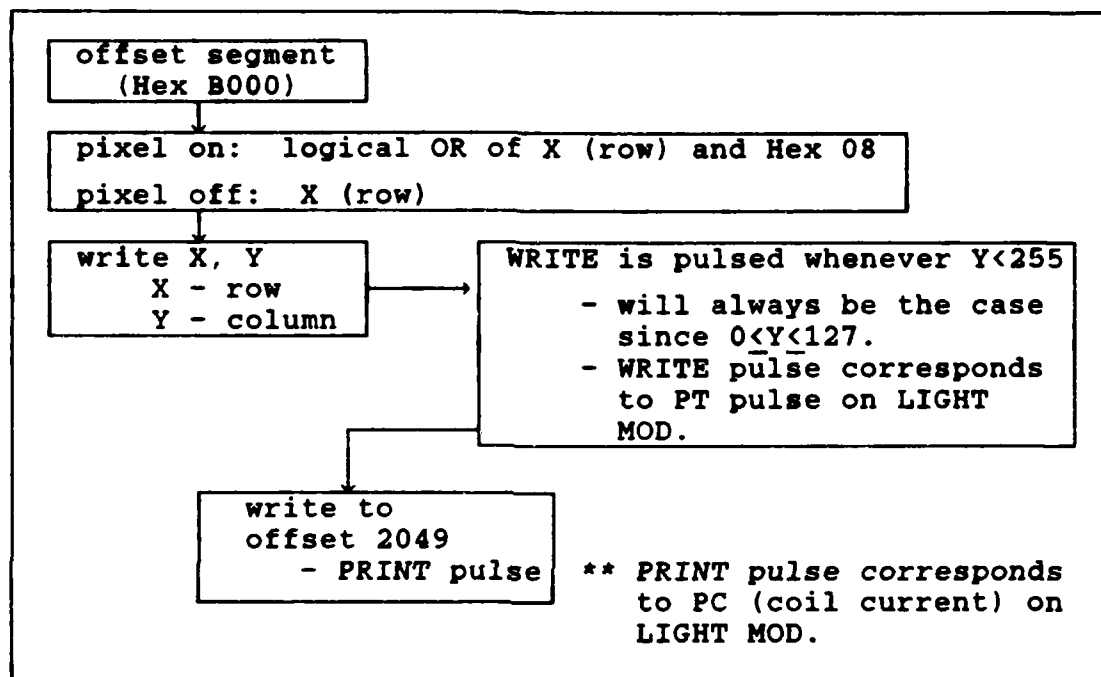 offset segment
(Hex B000)
pixel on: logical OR of X (row) and Hex 08
pixel off: X (row)
write X, Y
X - row
Y - column
WRITE is pulsed whenever Y<255
- will always be the case
since 0≤Y≤127.
- WRITE pulse corresponds
to PT pulse on LIGHT
MOD.
write to
offset 2049
- PRINT pulse
** PRINT pulse corresponds
to PC (coil current) on
LIGHT MOD.